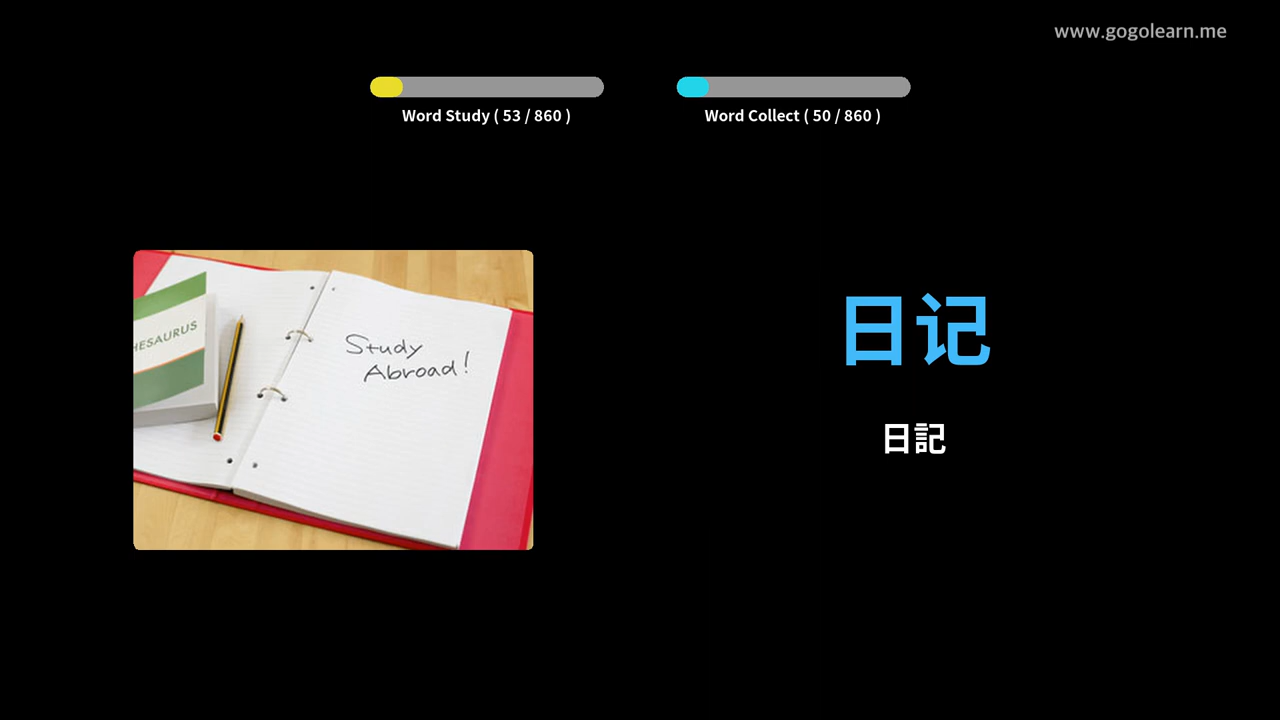 www.gogolearn.me
Word Study ( 53 / 860 )
Word Collect ( 50 / 860 )
HESAURUS
Study
Abroad!
日记
日記